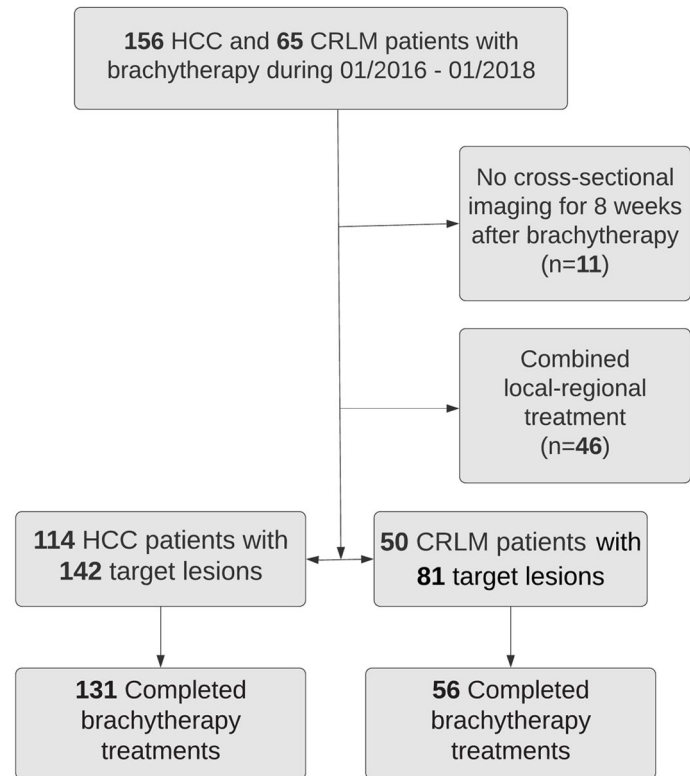 156 HCC and 65 CRLM patients with
brachytherapy during 01/2016 - 01/2018
No cross-sectional
imaging for 8 weeks
after brachytherapy
(n=11)
Combined
local-regional
treatment
(n=46)
114 HCC patients with
142 target lesions
50 CRLM patients with
81 target lesions
131 Completed
brachytherapy
treatments
56 Completed
brachytherapy
treatments